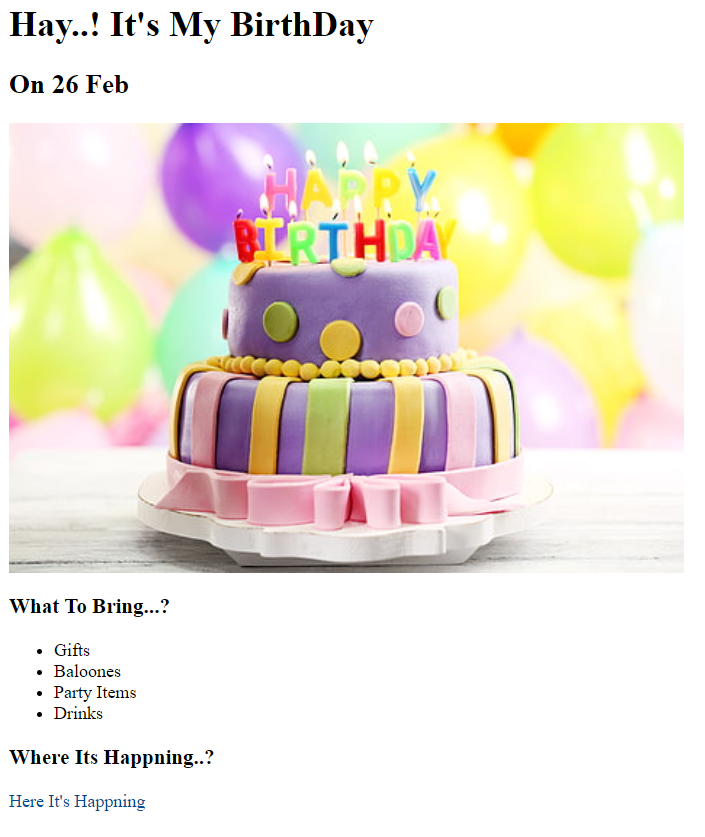 Hay..! It's My BirthDay
On 26 Feb
HAPPY
BIRTHDAY
What To Bring...?
Gifts
Baloones
Party Items
Drinks
Where Its Happning..?
Here It's Happning